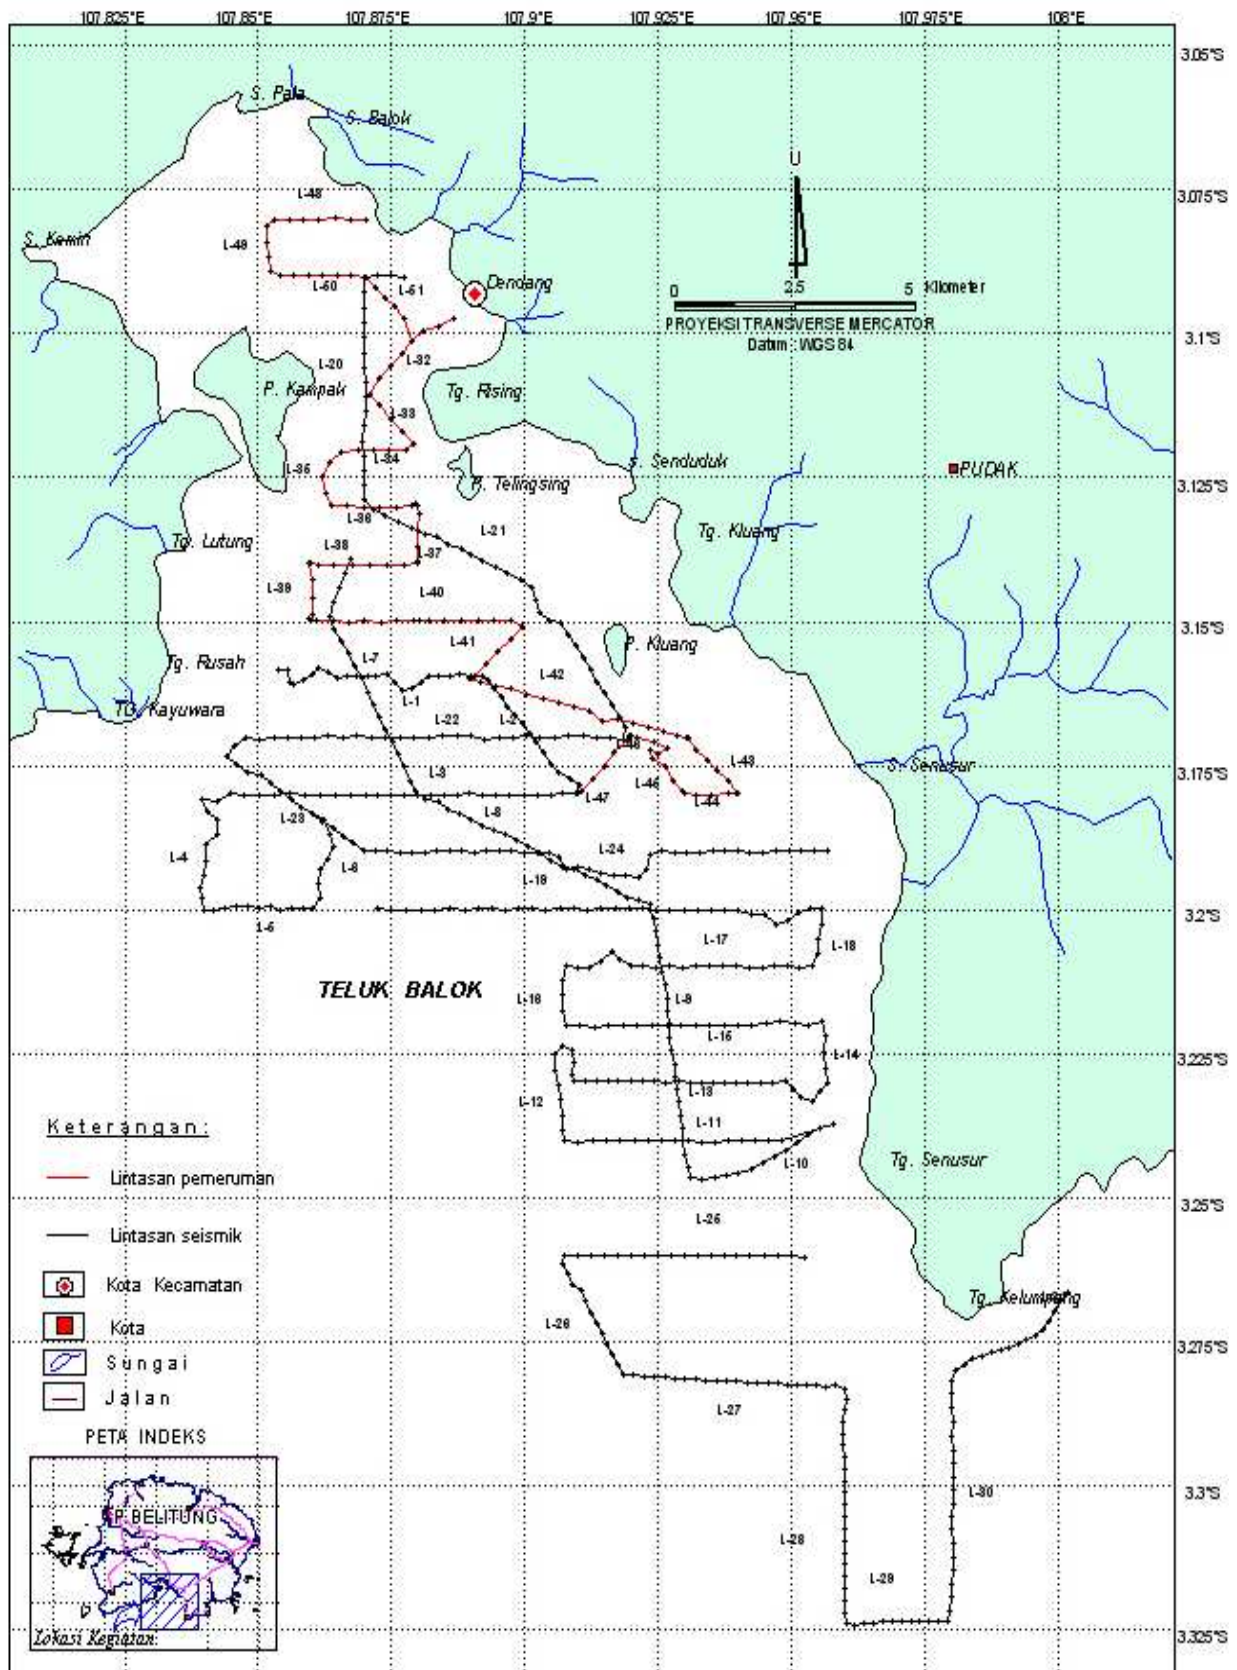 107.825°E 107.85°E 107.875°E 107.9°E 107.925°E 107.95°E 107.975°E 108°E
3.05°S
S. Pala
S. Balok
L-48
3.075°S
S. Kemiri
L-49
L-50
L-51
Dendang
U
0 2.5 5 Kilometer
PROYEKSI TRANSVERSE MERCATOR
Datum : WGS 84
3.1°S
L-20
L-32
P. Kampak
Tg. Rising
L-33
L-34
S. Senduduk
PUDAK
L-35
P. Telingsing
3.125°S
L-36
L-21
Tg. Kluang
Tg. Lutung
L-38
L-37
L-39
L-40
3.15°S
L-41
P. Kluang
Tg. Rusah
L-7
L-42
L-1
TG. Kayuwara
L-22
L-2
L-46
L-43
S. Senusur
L-3
L-45
3.175°S
L-47
L-44
L-23
L-8
L-4
L-6
L-24
L-19
3.2°S
L-5
L-17
L-18
TELUK BALOK
L-16
L-9
L-15
L-14
3.225°S
L-12
L-13
L-11
Keterangan:
L-10
Tg. Senusur
Lintasan pemeruman
L-25
3.25°S
Lintasan seismik
Kota Kecamatan
Tg. Kelumpang
Kota
L-26
3.275°S
Sungai
Jalan
L-27
PETA INDEKS
L-30
3.3°S
P. BELITUNG
L-28
L-29
Lokasi Kegiatan:
3.325°S